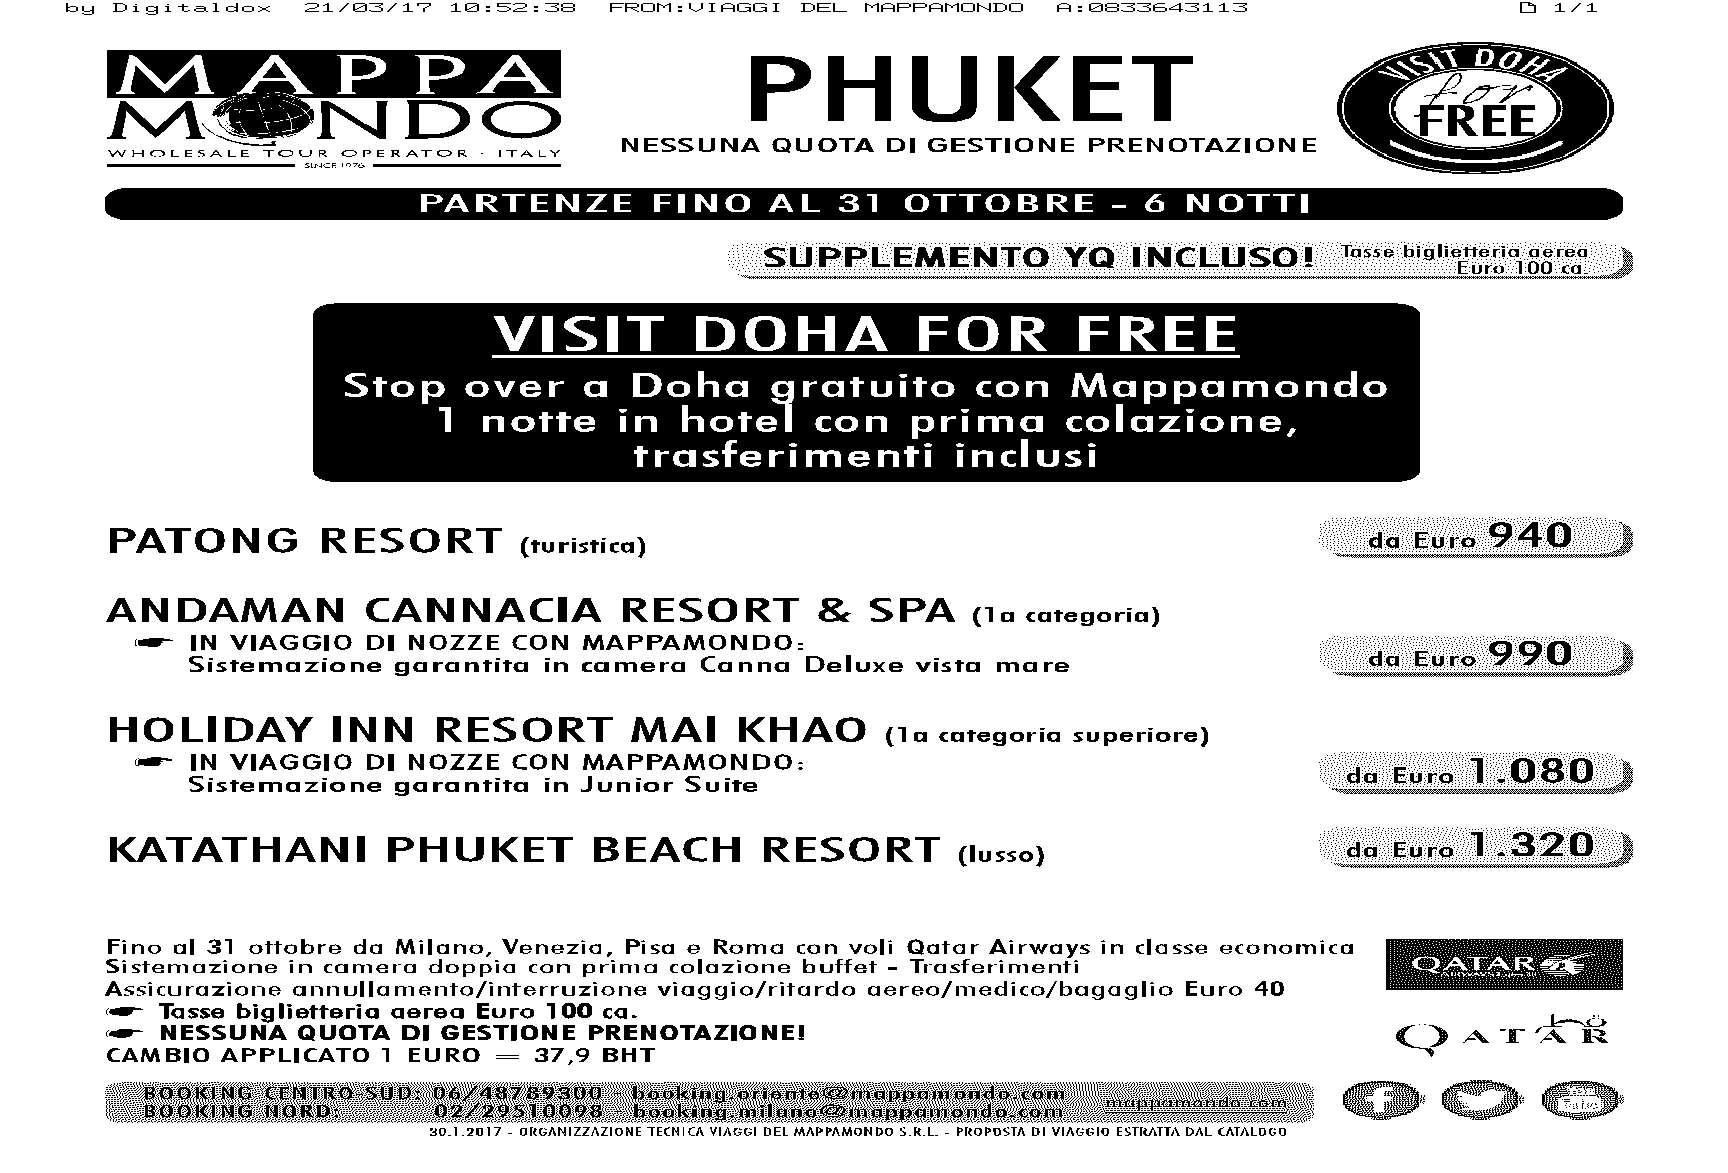 by Digitaldox 21/03/17 10:52:38 FROM:VIAGGI DEL MAPPAMONDO A:0833643113 1/1
MAPPA
MONDO
WHOLESALE TOUR OPERATOR · ITALY
SINCE 1976
PHUKET
NESSUNA QUOTA DI GESTIONE PRENOTAZIONE
VISIT DOHA
for
FREE
PARTENZE FINO AL 31 OTTOBRE – 6 NOTTI
SUPPLEMENTO YQ INCLUSO! Tasse biglietteria aerea
Euro 100 ca.
VISIT DOHA FOR FREE
Stop over a Doha gratuito con Mappamondo
1 notte in hotel con prima colazione,
trasferimenti inclusi
PATONG RESORT (turistica) da Euro 940
ANDAMAN CANNACIA RESORT & SPA (1a categoria)
IN VIAGGIO DI NOZZE CON MAPPAMONDO:
Sistemazione garantita in camera Canna Deluxe vista mare da Euro 990
HOLIDAY INN RESORT MAI KHAO (1a categoria superiore)
IN VIAGGIO DI NOZZE CON MAPPAMONDO:
Sistemazione garantita in Junior Suite da Euro 1.080
KATATHANI PHUKET BEACH RESORT (lusso) da Euro 1.320
Fino al 31 ottobre da Milano, Venezia, Pisa e Roma con voli Qatar Airways in classe economica
Sistemazione in camera doppia con prima colazione buffet – Trasferimenti
Assicurazione annullamento/interruzione viaggio/ritardo aereo/medico/bagaglio Euro 40
Tasse biglietteria aerea Euro 100 ca.
NESSUNA QUOTA DI GESTIONE PRENOTAZIONE!
CAMBIO APPLICATO 1 EURO = 37,9 BHT
QATAR
QATAR
BOOKING CENTRO SUD: 06/48789300 booking.oriente@mappamondo.com
BOOKING NORD: 02/29510098 booking.milano@mappamondo.com mappamondo.com
30.1.2017 - ORGANIZZAZIONE TECNICA VIAGGI DEL MAPPAMONDO S.R.L. - PROPOSTA DI VIAGGIO ESTRATTA DAL CATALOGO